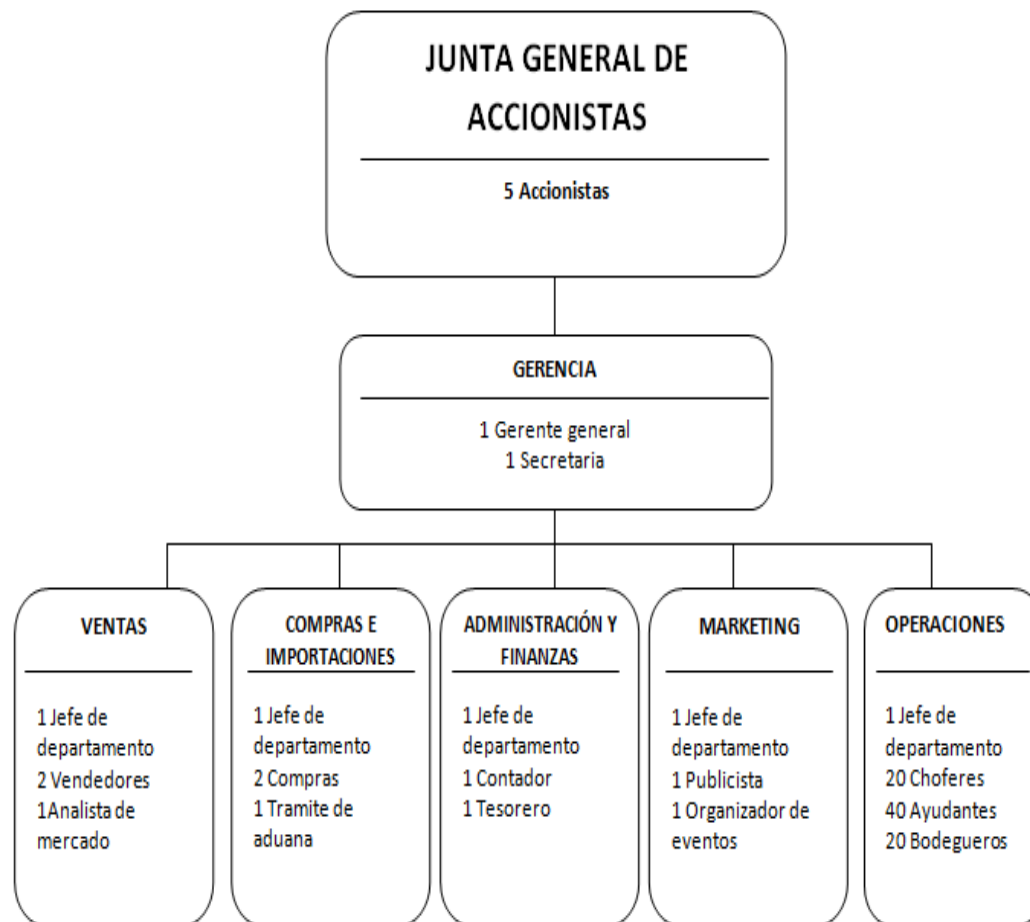 JUNTA GENERAL DE
ACCIONISTAS
5 Accionistas
GERENCIA
1 Gerente general
1 Secretaria
VENTAS
1 Jefe de
departamento
2 Vendedores
1Analista de
mercado
COMPRAS E
IMPORTACIONES
1 Jefe de
departamento
2 Compras
1 Tramite de
aduana
ADMINISTRACIÓN Y
FINANZAS
1 Jefe de
departamento
1 Contador
1 Tesorero
MARKETING
1 Jefe de
departamento
1 Publicista
1 Organizador de
eventos
OPERACIONES
1 Jefe de
departamento
20 Choferes
40 Ayudantes
20 Bodegueros